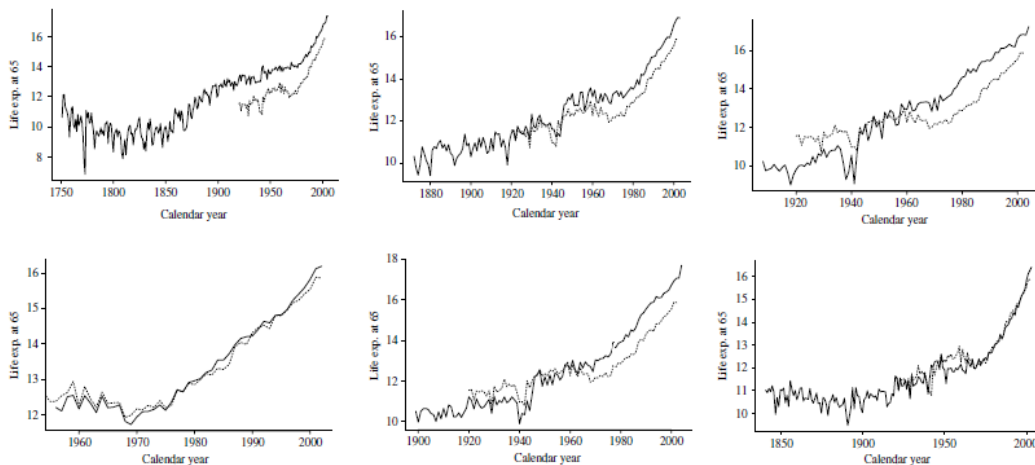 Life exp. at 65
16
14
12
10
8
1750 1800 1850 1900 1950 2000
Calendar year
Life exp. at 65
16
14
12
10
1880 1900 1920 1940 1960 1980 2000
Calendar year
Life exp. at 65
16
14
12
10
1920 1940 1960 1980 2000
Calendar year
Life exp. at 65
16
15
14
13
12
1960 1970 1980 1990 2000
Calendar year
Life exp. at 65
18
16
14
12
10
1900 1920 1940 1960 1980 2000
Calendar year
Life exp. at 65
16
15
14
13
12
11
10
1850 1900 1950 2000
Calendar year